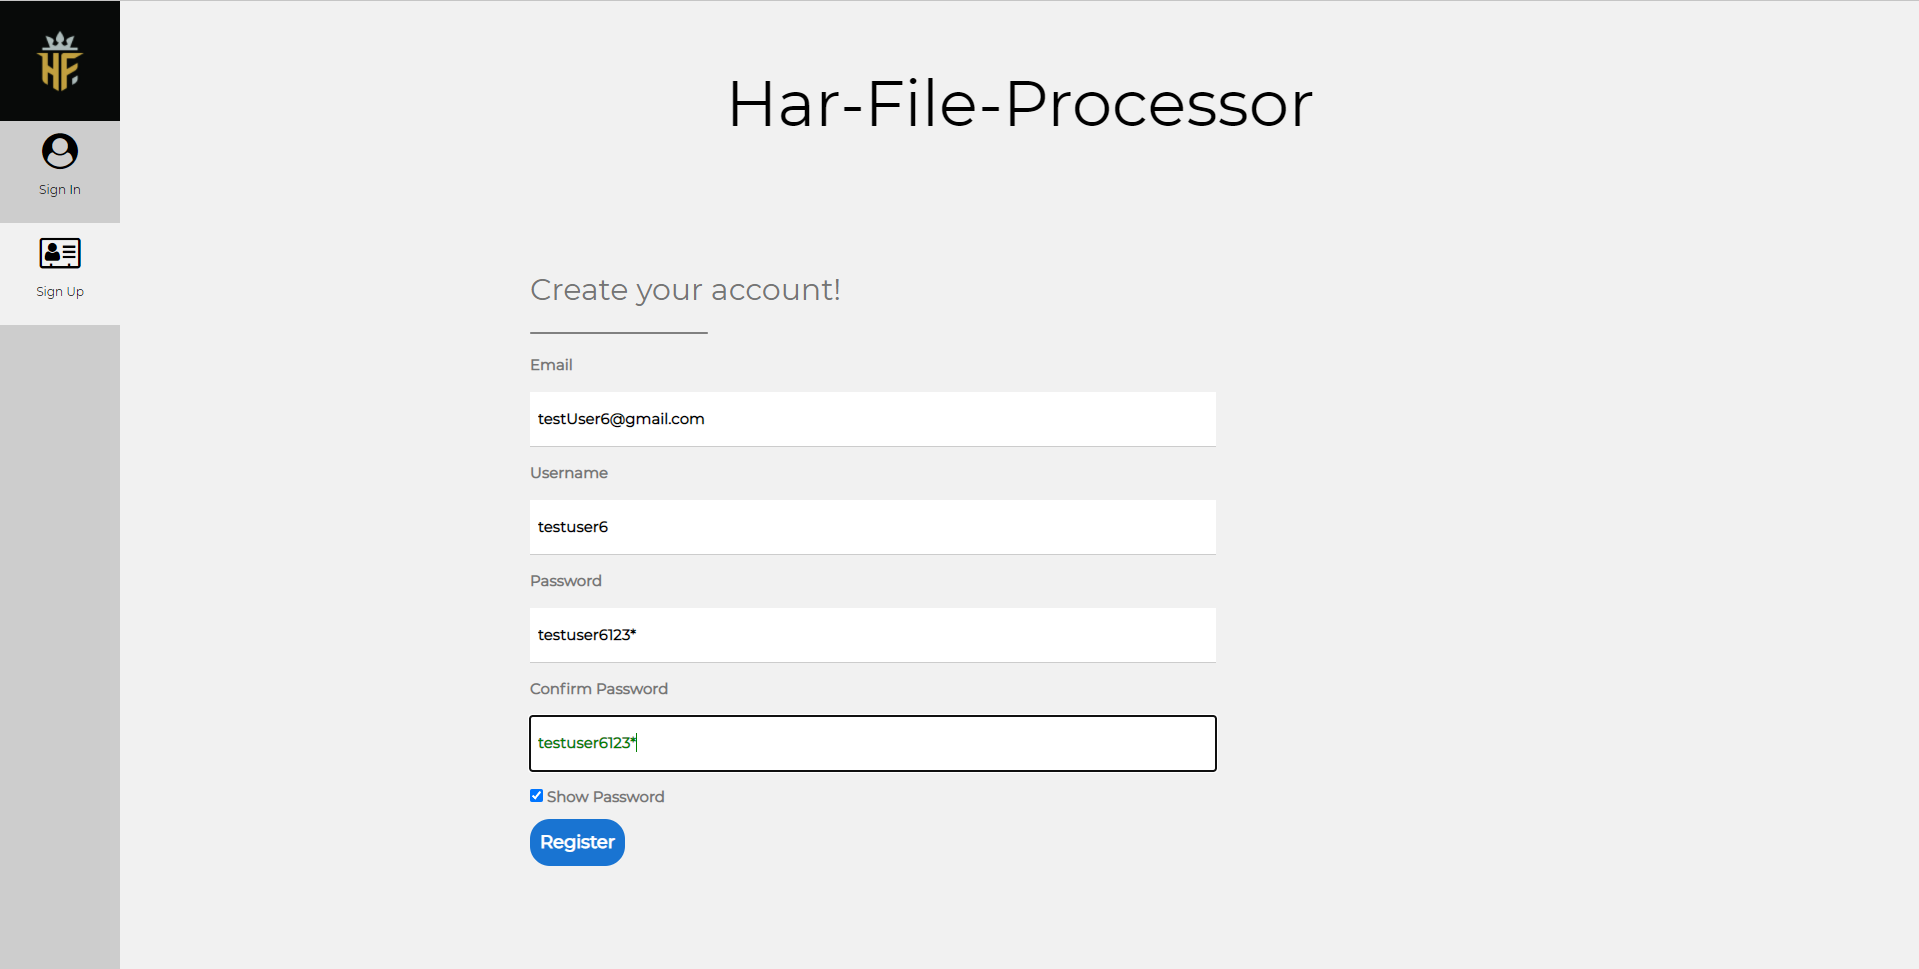 HF
Har-File-Processor
Sign In
Sign Up
Create your account!
Email
testUser6@gmail.com
Username
testuser6
Password
testuser6123*
Confirm Password
testuser6123*
Show Password
Register